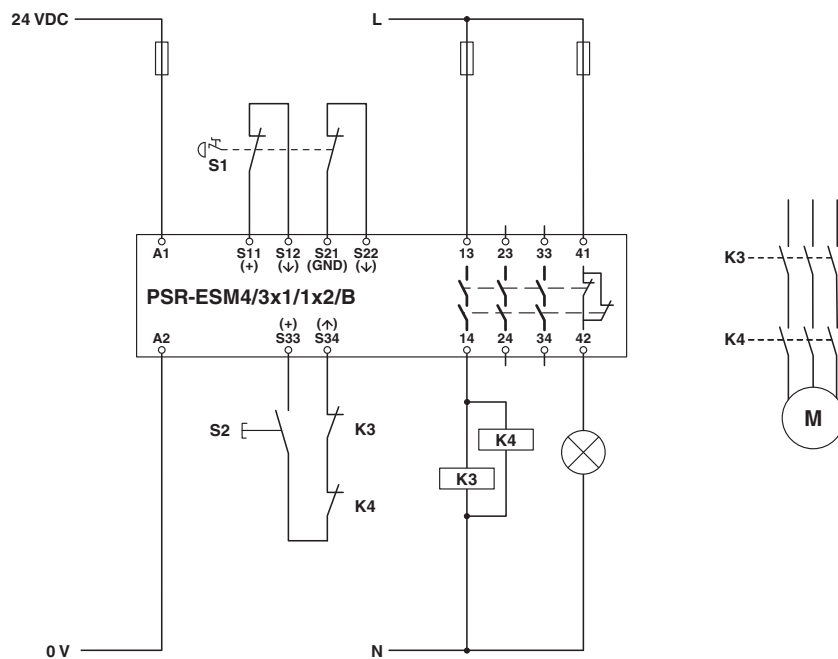 24 VDC
L
S1
A1
S11
(+)
S12
(↓)
S21
(GND)
S22
(↓)
13
23
33
41
PSR-ESM4/3x1/1x2/B
A2
(+)
S33
(↑)
S34
14
24
34
42
S2
K3
K4
K4
K3
K3
K4
M
0 V
N